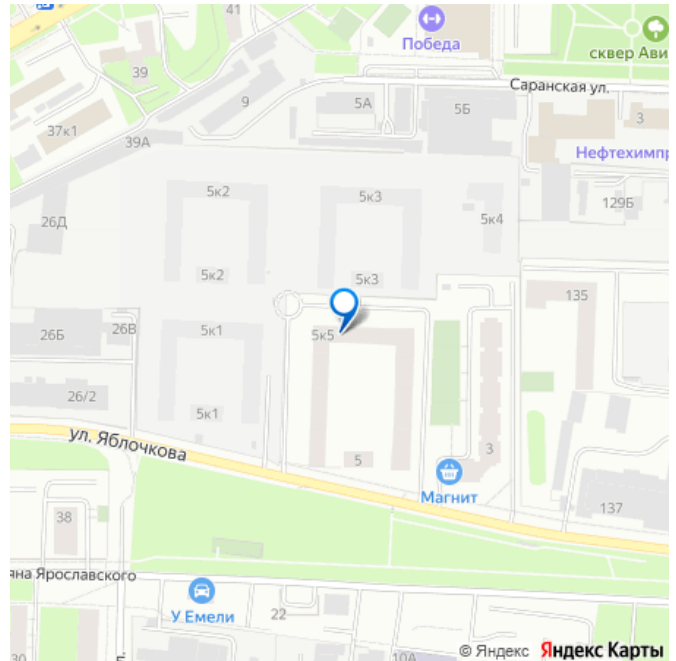 41
Победа
сквер Ави
39
Саранская ул.
9
5А
5Б
3
37к1
39А
Нефтехимпр
5к2
5к3
129Б
26Д
5к4
5к2
5к3
135
5к1
5к5
26Б
26В
26/2
5к1
ул. Яблочкова
5
3
Магнит
137
38
яна Ярославского
У Емели
22
30
л.
10А
© Яндекс Яндекс Карты